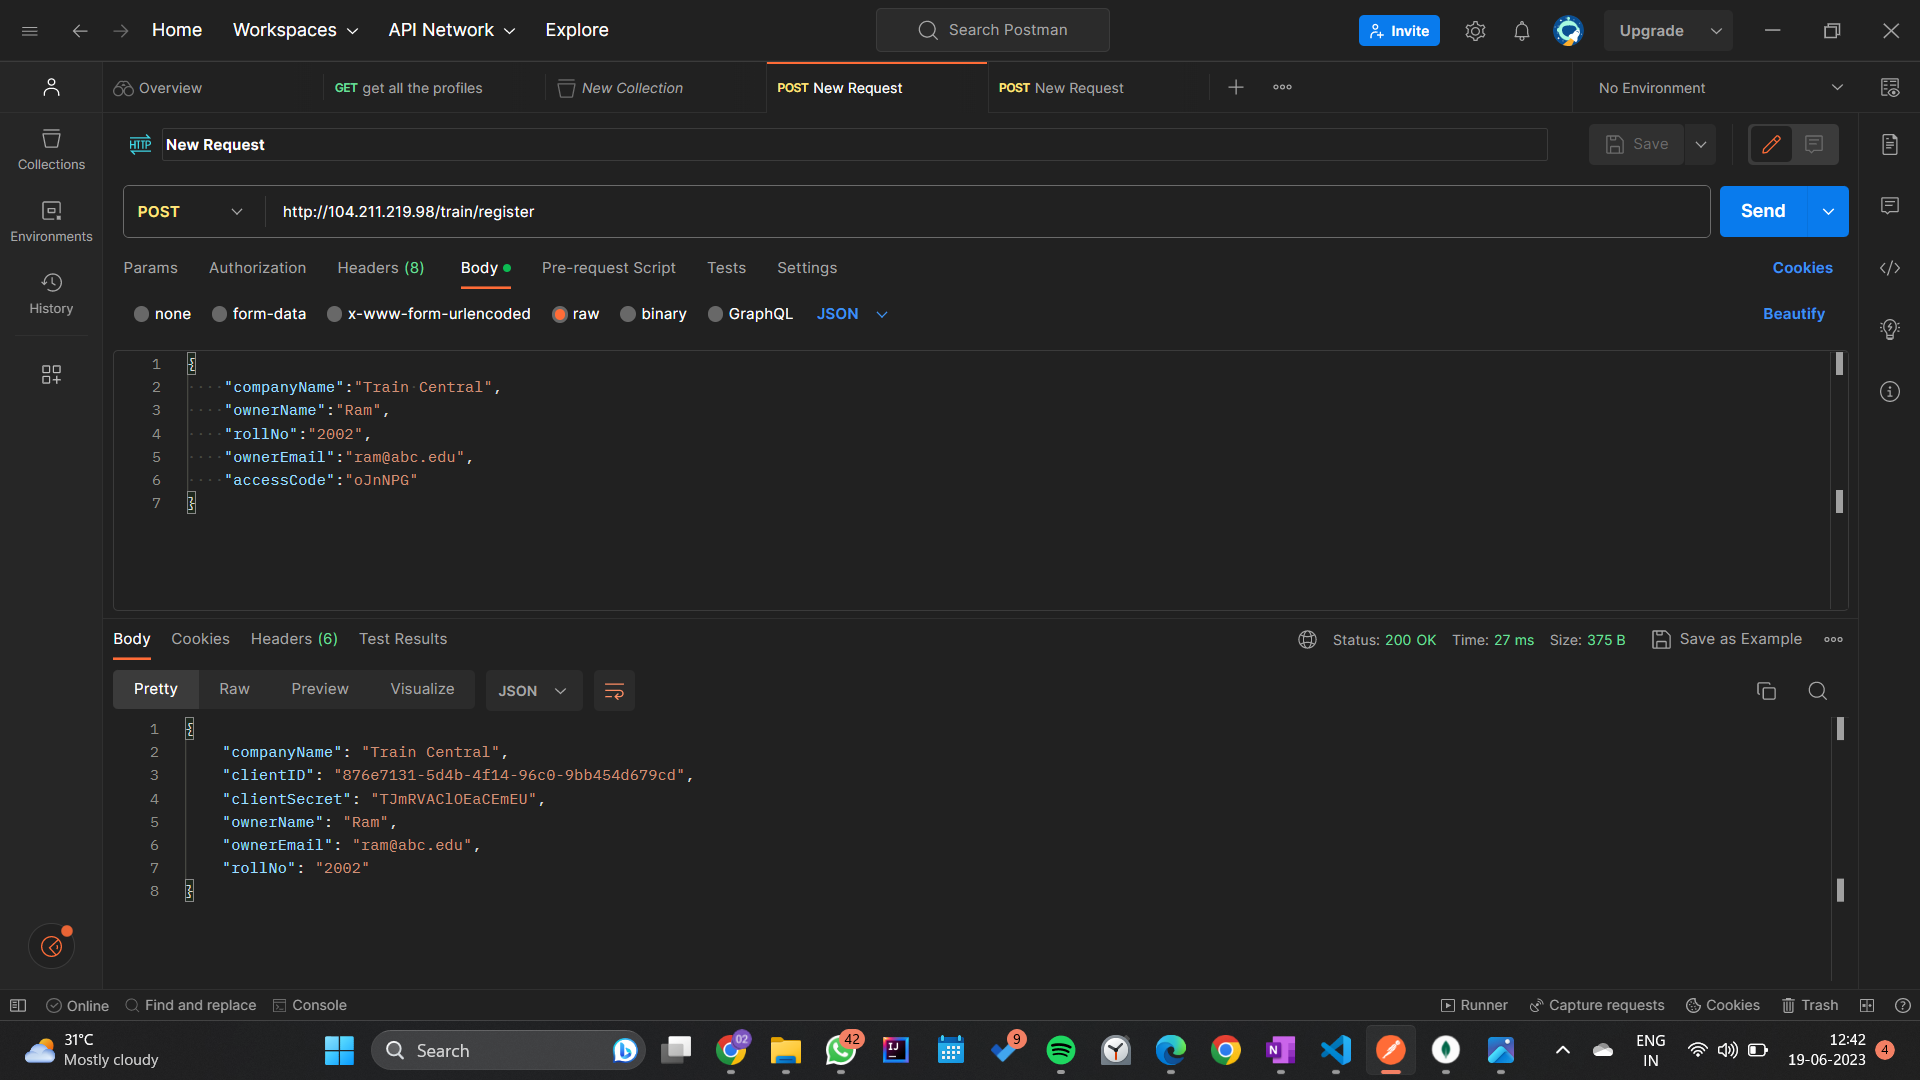 Home Workspaces API Network Explore Search Postman Invite Upgrade
Overview GET get all the profiles New Collection POST New Request POST New Request No Environment
HTTP New Request Save
Collections
POST http://104.211.219.98/train/register Send
Environments
Params Authorization Headers (8) Body Pre-request Script Tests Settings Cookies
History
none form-data x-www-form-urlencoded raw binary GraphQL JSON Beautify
1 {
2 "companyName":"Train Central",
3 "ownerName":"Ram",
4 "rollNo":"2002",
5 "ownerEmail":"ram@abc.edu",
6 "accessCode":"oJnNPG"
7 }
Body Cookies Headers (6) Test Results Status: 200 OK Time: 27 ms Size: 375 B Save as Example
Pretty Raw Preview Visualize JSON
1 {
2 "companyName": "Train Central",
3 "clientID": "876e7131-5d4b-4f14-96c0-9bb454d679cd",
4 "clientSecret": "TJmRVAClOEaCEmEU",
5 "ownerName": "Ram",
6 "ownerEmail": "ram@abc.edu",
7 "rollNo": "2002"
8 }
Online Find and replace Console Runner Capture requests Cookies Trash
31°C
Mostly cloudy
Search
02
42
IJ
9
N
ENG
IN
12:42
19-06-2023
4